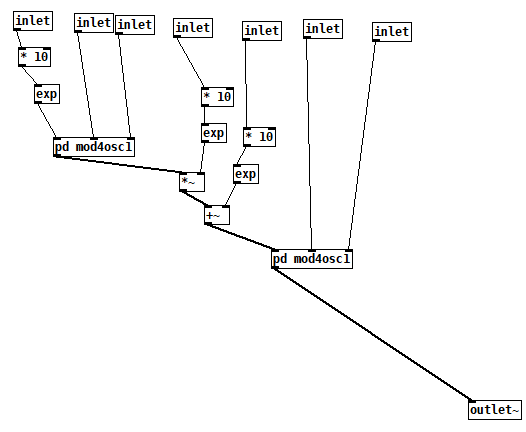 inlet
inlet
inlet
inlet
inlet
inlet
inlet
* 10
exp
* 10
exp
* 10
pd mod4osc1
exp
*~
+~
pd mod4osc1
outlet~